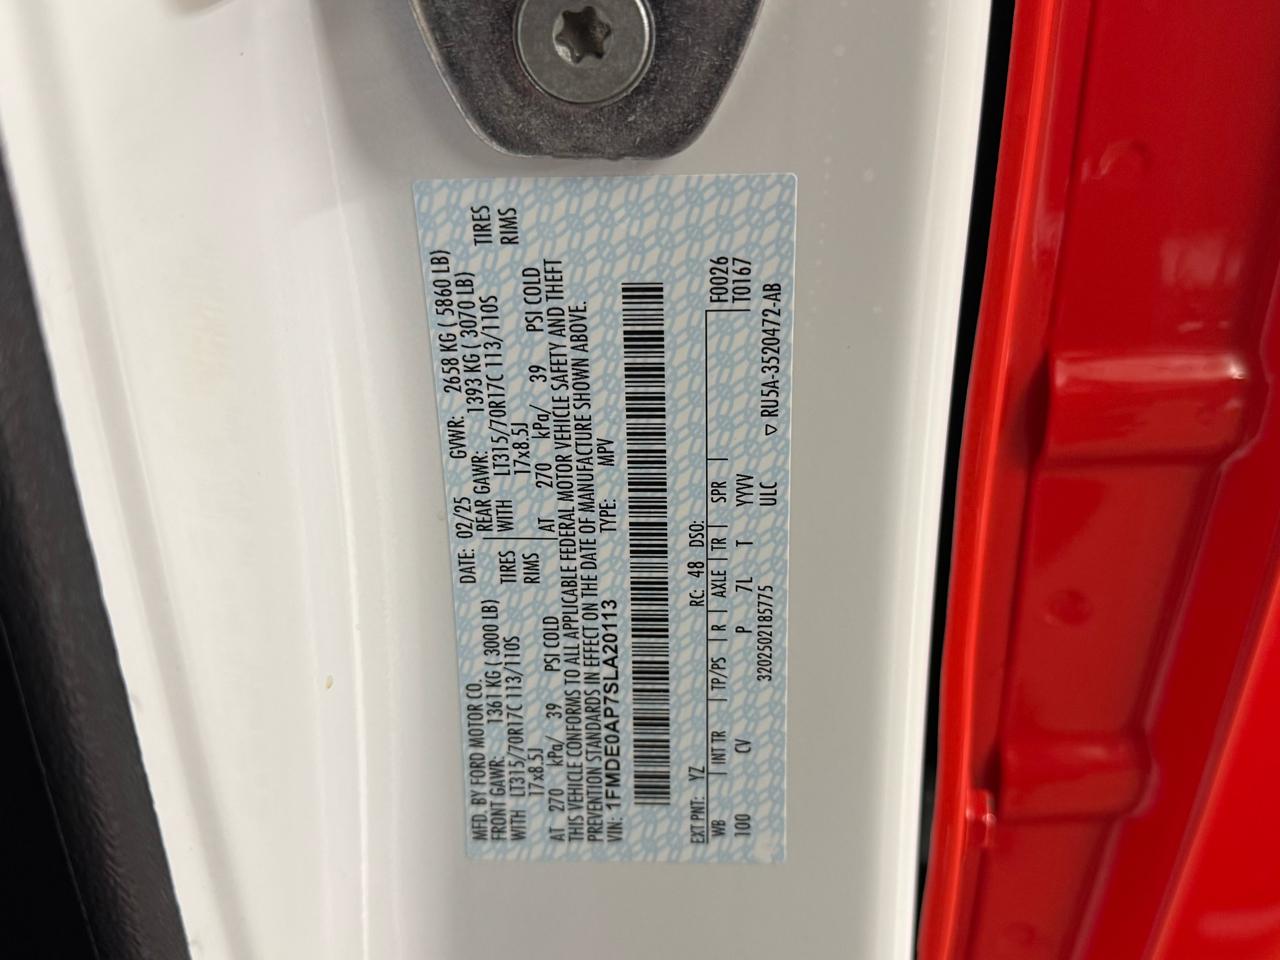 MFD. BY FORD MOTOR CO.
DATE: 02/25 GVWR: 2658 KG ( 5860 LB)
FRONT GAWR: 1361 KG ( 3000 LB) REAR GAWR: 1393 KG ( 3070 LB)
WITH LT315/70R17C 113/110S TIRES WITH LT315/70R17C 113/110S TIRES
17x8.5J RIMS 17x8.5J RIMS
AT 270 kPa/ 39 PSI COLD AT 270 kPa/ 39 PSI COLD
THIS VEHICLE CONFORMS TO ALL APPLICABLE FEDERAL MOTOR VEHICLE SAFETY AND THEFT
PREVENTION STANDARDS IN EFFECT ON THE DATE OF MANUFACTURE SHOWN ABOVE.
VIN: 1FMDE0AP7SLA20113 TYPE: MPV
EXT PNT: YZ RC: 48 DSO: F0026
WB INT TR TP/PS R AXLE TR SPR T0167
100 CV P 7L T YYW
3202502185775 ULC ▽ RU5A-3520472-AB